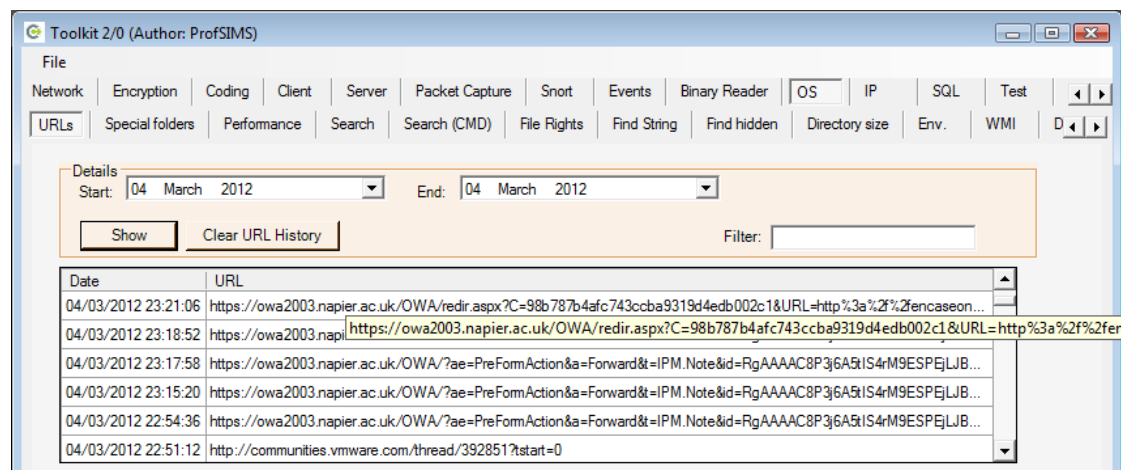 Toolkit 2/0 (Author: ProfSIMS)
File
Network Encryption Coding Client Server Packet Capture Snort Events Binary Reader OS IP SQL Test
URLs Special folders Performance Search Search (CMD) File Rights Find String Find hidden Directory size Env. WMI D
Details
Start: 04 March 2012 End: 04 March 2012
Show Clear URL History Filter:
Date URL
04/03/2012 23:21:06 https://owa2003.napier.ac.uk/OWA/redir.aspx?C=98b787b4afc743ccba9319d4edb002c1&URL=http%3a%2f%2fencaseon...
https://owa2003.napier.ac.uk/OWA/redir.aspx?C=98b787b4afc743ccba9319d4edb002c1&URL=http%3a%2f%2fen
04/03/2012 23:18:52 https://owa2003.napi
04/03/2012 23:17:58 https://owa2003.napier.ac.uk/OWA/?ae=PreFormAction&a=Forward&t=IPM.Note&id=RgAAAAC8P3j6A5tIS4rM9ESPEjLJB...
04/03/2012 23:15:20 https://owa2003.napier.ac.uk/OWA/?ae=PreFormAction&a=Forward&t=IPM.Note&id=RgAAAAC8P3j6A5tIS4rM9ESPEjLJB...
04/03/2012 22:54:36 https://owa2003.napier.ac.uk/OWA/?ae=PreFormAction&a=Forward&t=IPM.Note&id=RgAAAAC8P3j6A5tIS4rM9ESPEjLJB...
04/03/2012 22:51:12 http://communities.vmware.com/thread/392851?tstart=0